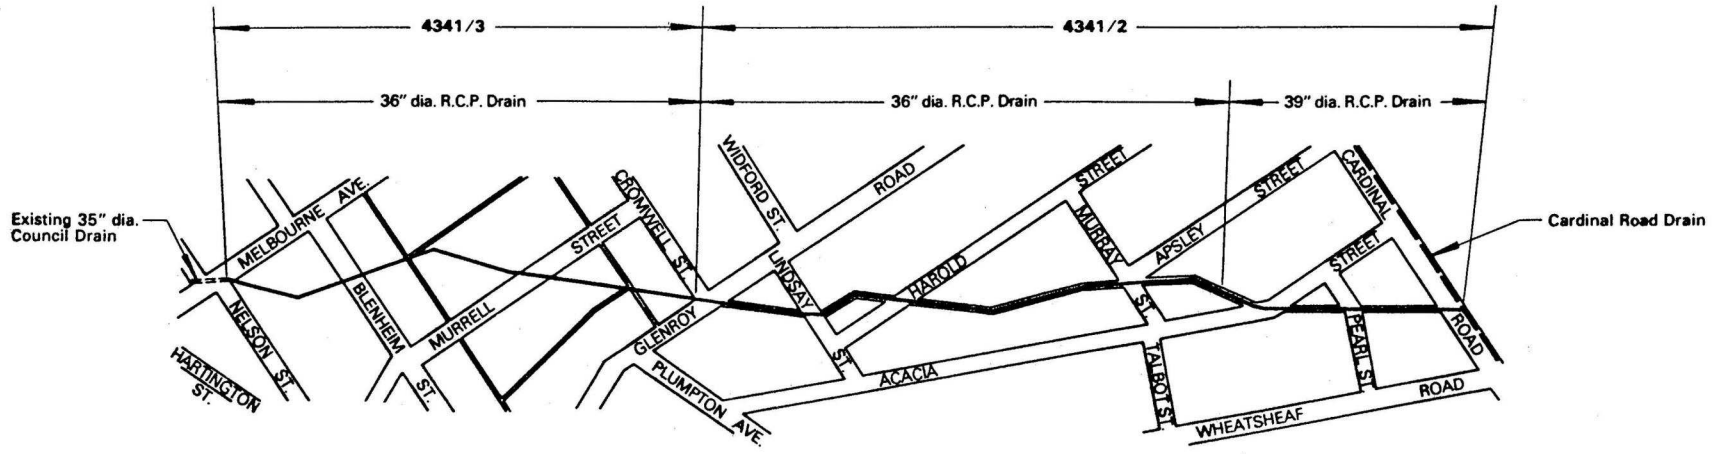 4341/3
4341/2
36" dia. R.C.P. Drain
36" dia. R.C.P. Drain
39" dia. R.C.P. Drain
Existing 35" dia.
Council Drain
MELBOURNE AVE.
NELSON ST.
HARTINGTON
ST.
BLENHEIM ST.
MURRELL STREET
CROMWELL ST.
GLENROY ROAD
PLUMPTON AVE.
WIDFORD ST.
LINDSAY ST.
HAROLD STREET
ACACIA
MURRAY ST.
APSLEY STREET
STREET
TALBOT ST.
PEARL ST.
CARDINAL ROAD
WHEATSHEAF ROAD
Cardinal Road Drain